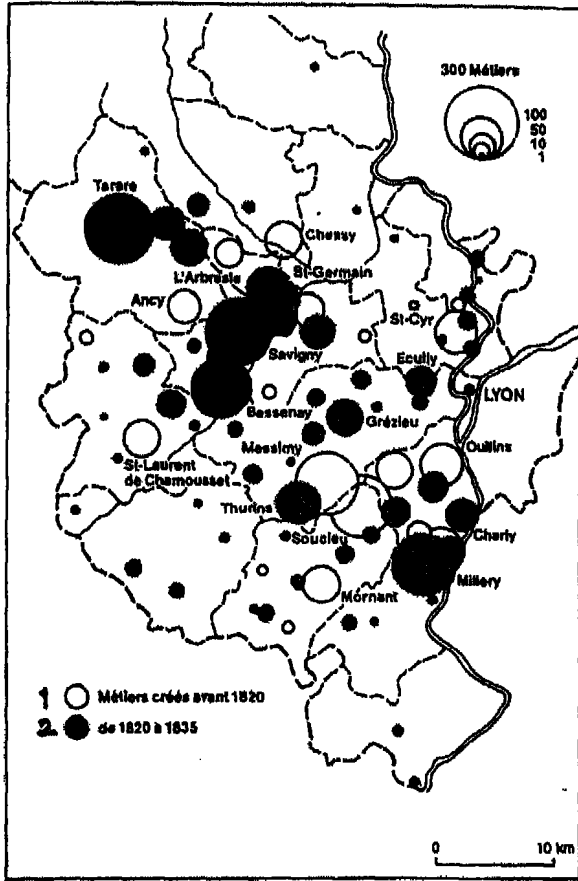 300 Métiers
100
50
10
1
Tarare
Chessy
L'Arbresle
St-Germain
Ancy
St-Cyr
Savigny
Ecully
LYON
Bessenay
Grézieu
Messimy
Oullins
St-Laurent
de Chamousset
Thurins
Soucieu
Charly
Millery
Mornant
1 Métiers créés avant 1820
2 de 1820 à 1835
0 10 km